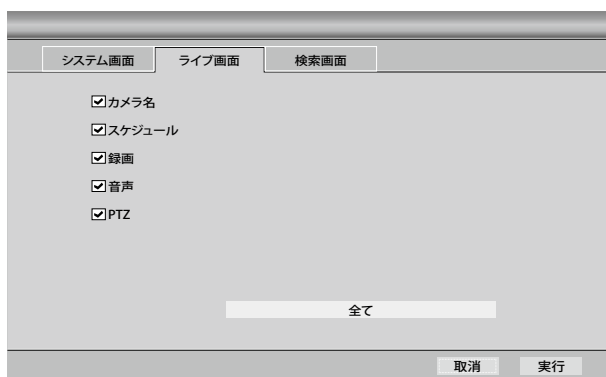 システム画面 ライブ画面 検索画面
カメラ名
スケジュール
録画
音声
PTZ
全て
取消 実行